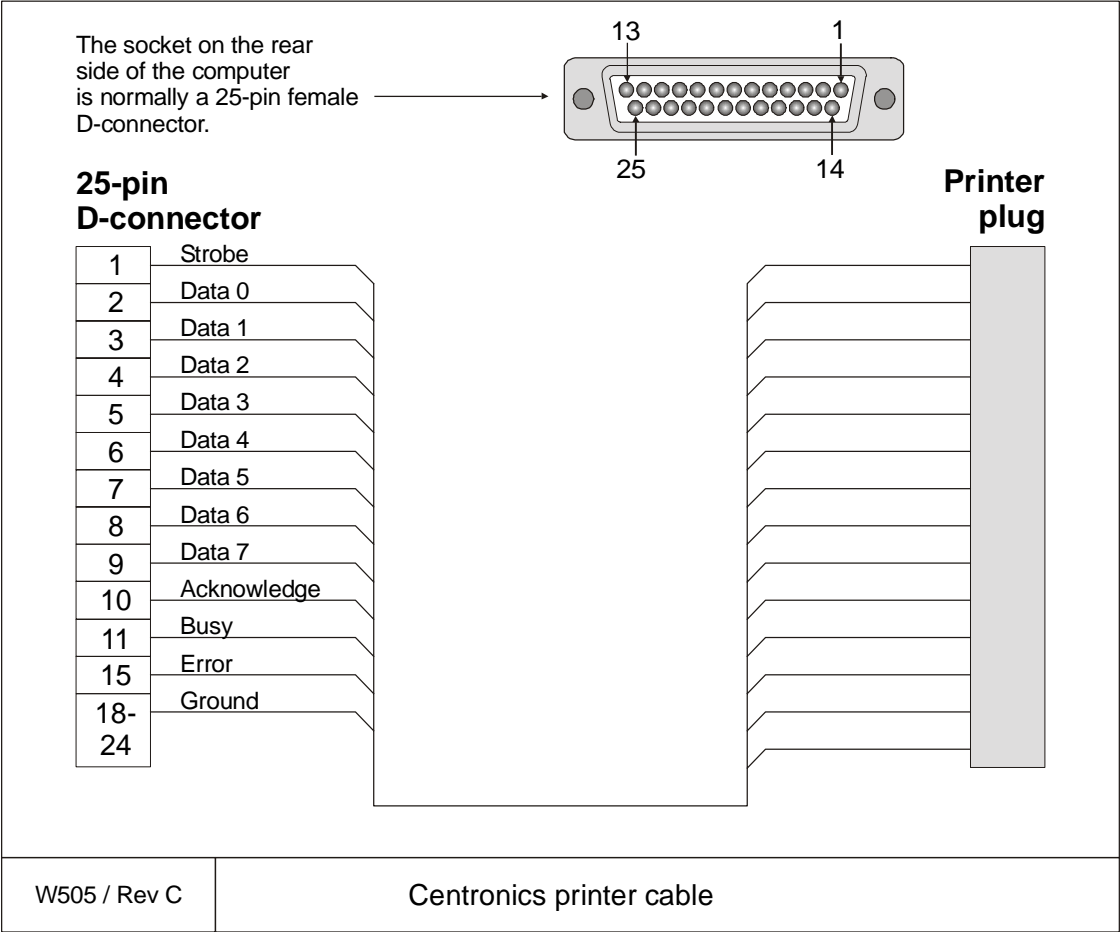 The socket on the rear
side of the computer
is normally a 25-pin female
D-connector.
13
1
25
14
25-pin
D-connector
Printer
plug
1
Strobe
2
Data 0
3
Data 1
4
Data 2
5
Data 3
6
Data 4
7
Data 5
8
Data 6
9
Data 7
10
Acknowledge
11
Busy
15
Error
18-
24
Ground
W505 / Rev C
Centronics printer cable